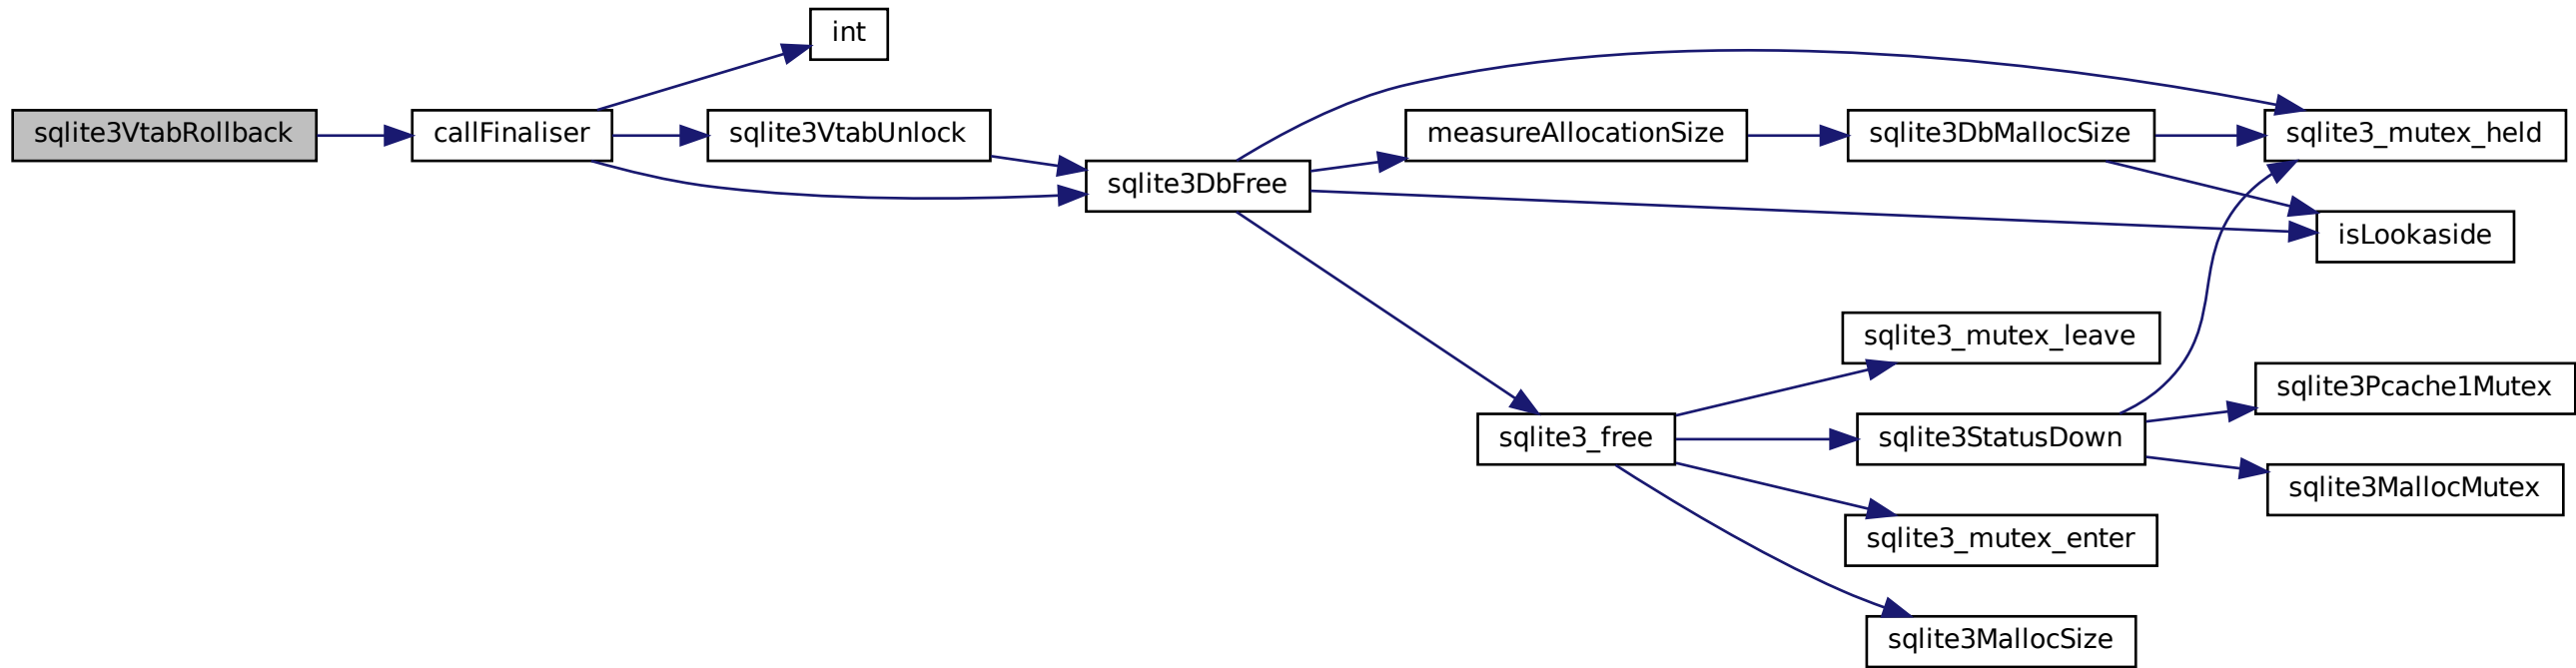 int
sqlite3VtabRollback
callFinaliser
sqlite3VtabUnlock
measureAllocationSize
sqlite3DbMallocSize
sqlite3_mutex_held
sqlite3DbFree
isLookaside
sqlite3_mutex_leave
sqlite3Pcache1Mutex
sqlite3_free
sqlite3StatusDown
sqlite3MallocMutex
sqlite3_mutex_enter
sqlite3MallocSize